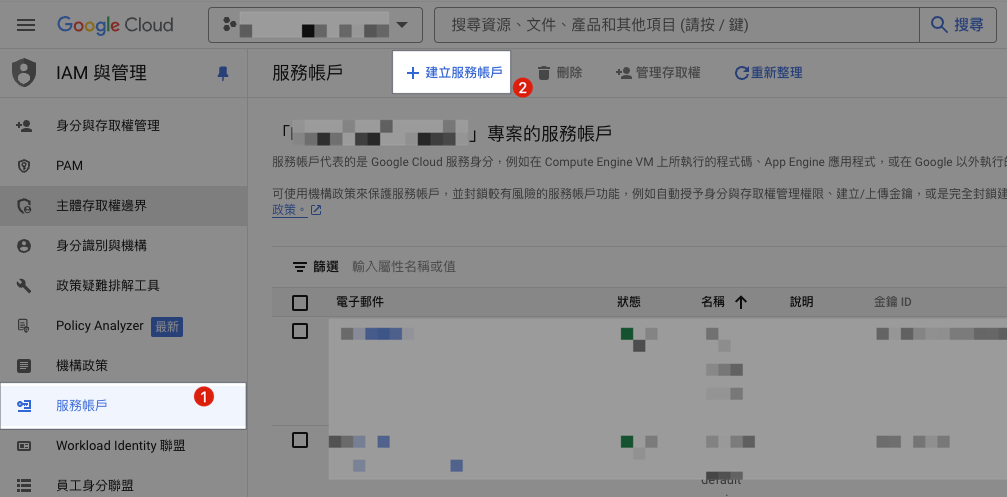 Google Cloud
搜尋資源、文件、產品和其他項目 (請按 / 鍵)
搜尋
IAM 與管理
服務帳戶
建立服務帳戶
2
刪除
管理存取權
重新整理
身分與存取權管理
PAM
主體存取權邊界
身分識別與機構
政策疑難排解工具
Policy Analyzer 最新
機構政策
服務帳戶
1
Workload Identity 聯盟
員工身分聯盟
「 」專案的服務帳戶
服務帳戶代表的是 Google Cloud 服務身分，例如在 Compute Engine VM 上所執行的程式碼、App Engine 應用程式，或在 Google 以外執行的
可使用機構政策來保護服務帳戶，並封鎖較有風險的服務帳戶功能，例如自動授予身分與存取權管理權限、建立/上傳金鑰，或是完全封鎖建
政策。
篩選 輸入屬性名稱或值
電子郵件 狀態 名稱 說明 金鑰 ID
default